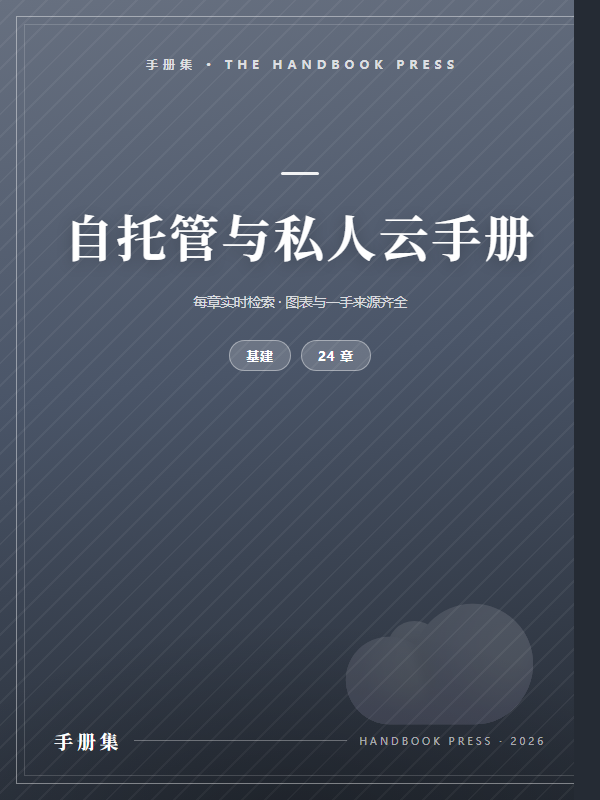 手册集 • THE HANDBOOK PRESS
自托管与私人云手册
每章实时检索 · 图表与一手来源齐全
基建
24 章
手册集
HANDBOOK PRESS · 2026